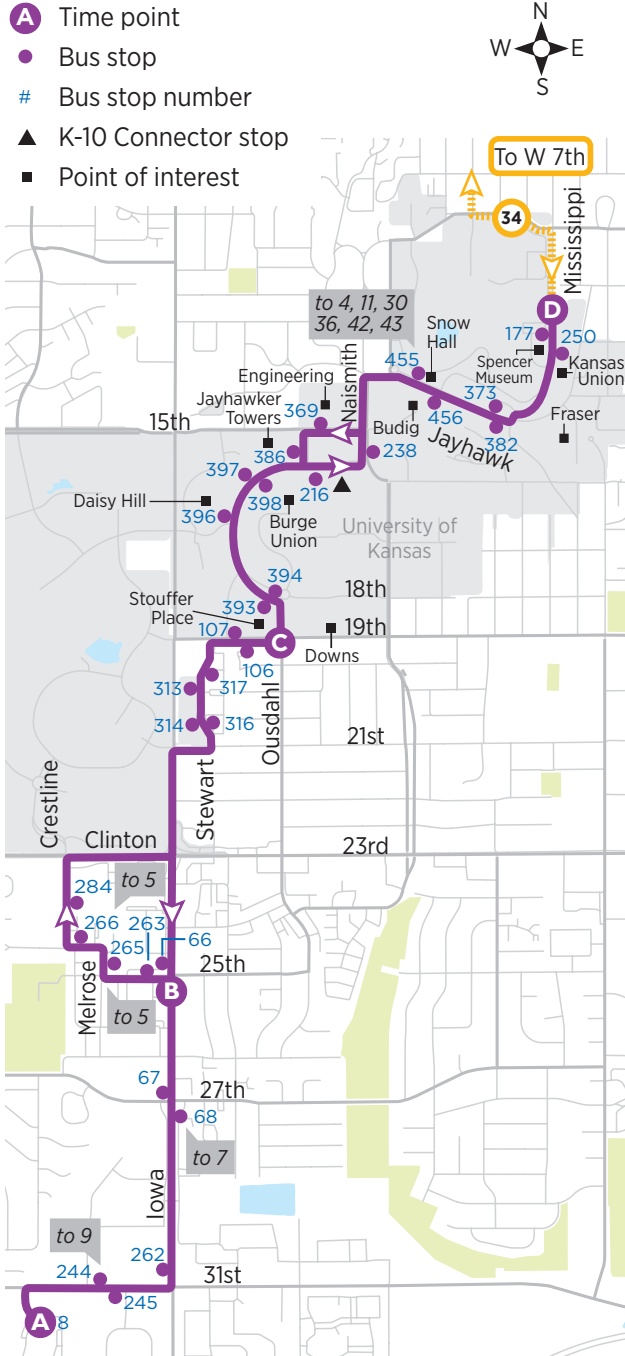 A Time point
Bus stop
# Bus stop number
K-10 Connector stop
Point of interest
N
W E
S
To W 7th
34
Mississippi
D
to 4, 11, 30
36, 42, 43
Snow
Hall
177
250
Spencer
Museum
Kansas
Union
455
Naismith
Engineering
373
Jayhawker
Towers
369
Budig
456
Fraser
15th
Jayhawk
382
386
238
397
Daisy Hill
398
216
396
Burge
Union
University of
Kansas
394
18th
Stouffer
Place
393
19th
107
C
Downs
106
313
317
Ousdahl
314
316
21st
Crestline
Stewart
Clinton
23rd
284
to 5
266
263
66
265
25th
Melrose
B
to 5
67
27th
68
to 7
Iowa
to 9
262
244
31st
245
A 8